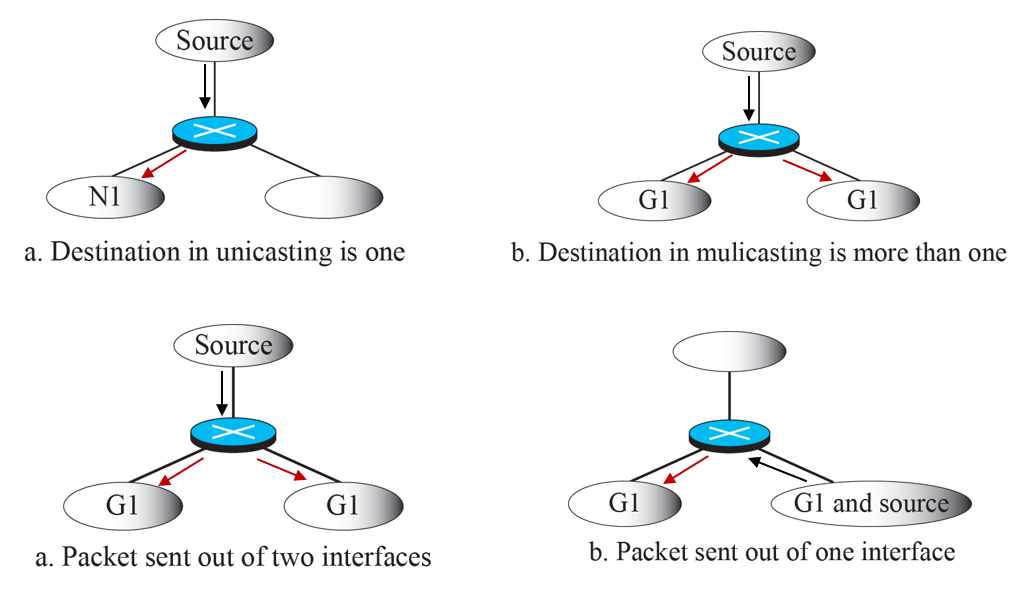 Source
Source
N1
G1
G1
a. Destination in unicasting is one
b. Destination in mulicasting is more than one
Source
G1
G1
G1
G1 and source
a. Packet sent out of two interfaces
b. Packet sent out of one interface